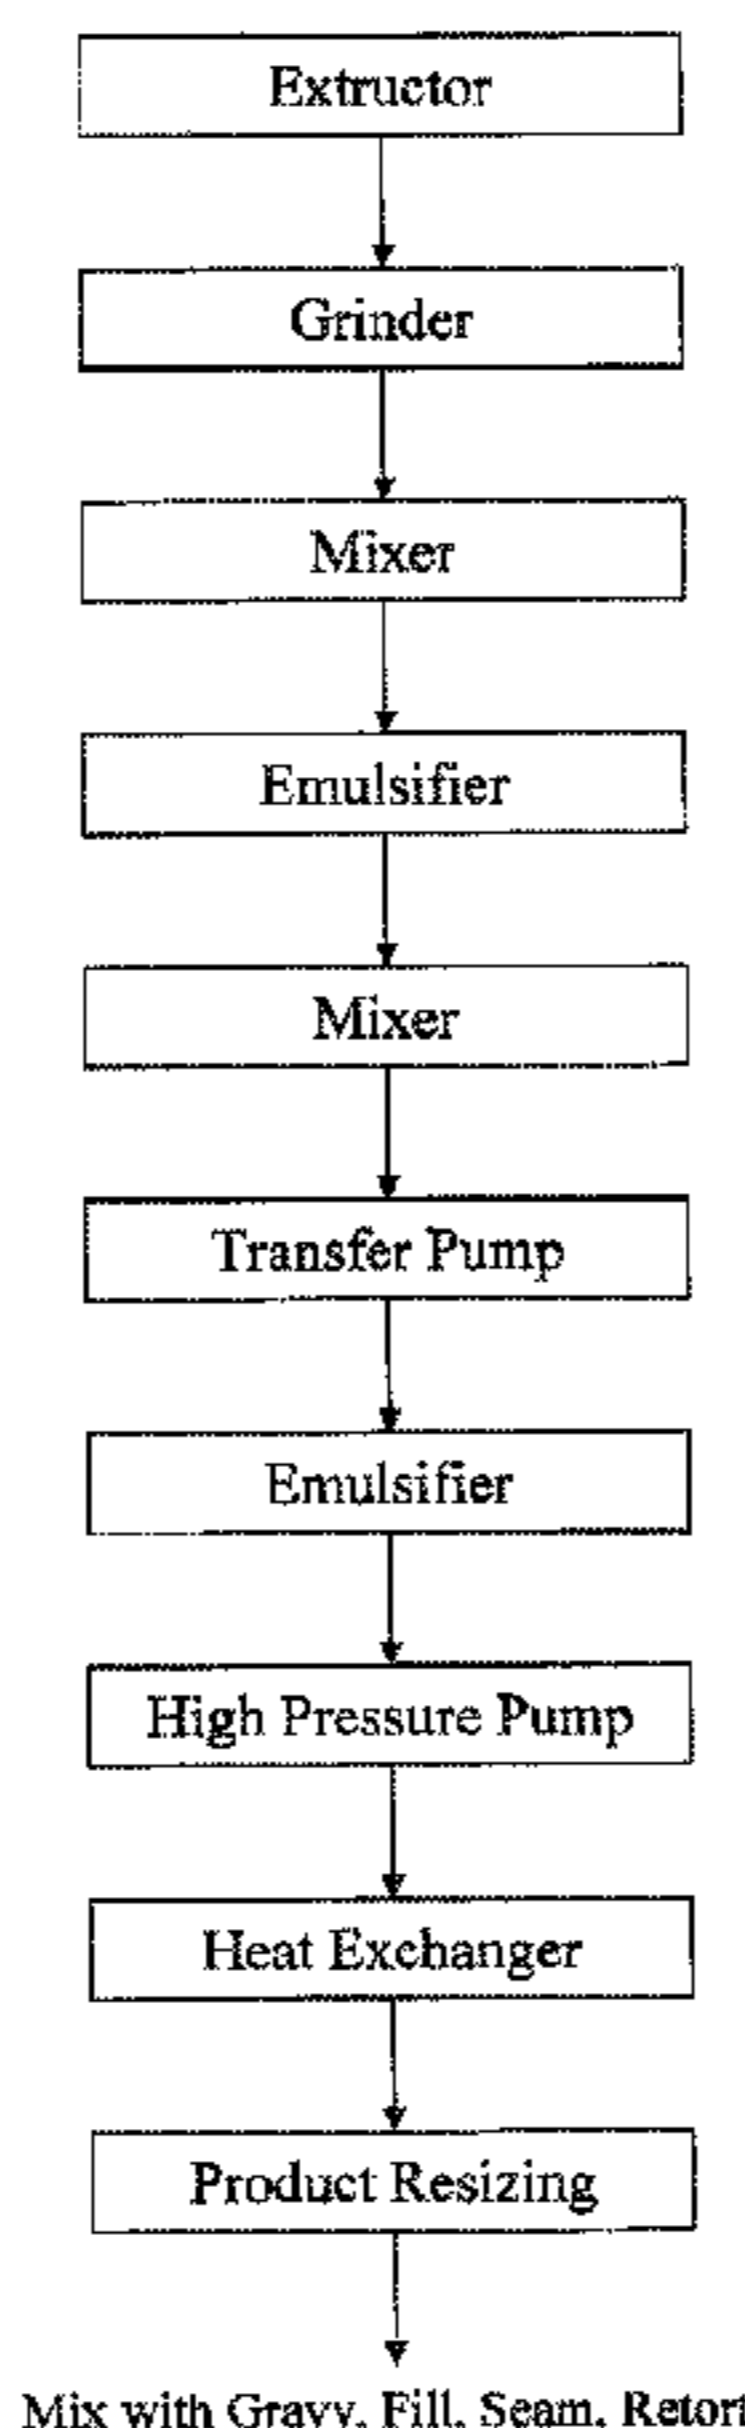 Extructor
Grinder
Mixer
Emulsifier
Mixer
Transfer Pump
Emulsifier
High Pressure Pump
Heat Exchanger
Product Resizing
Mix with Gravy, Fill, Seam, Retort